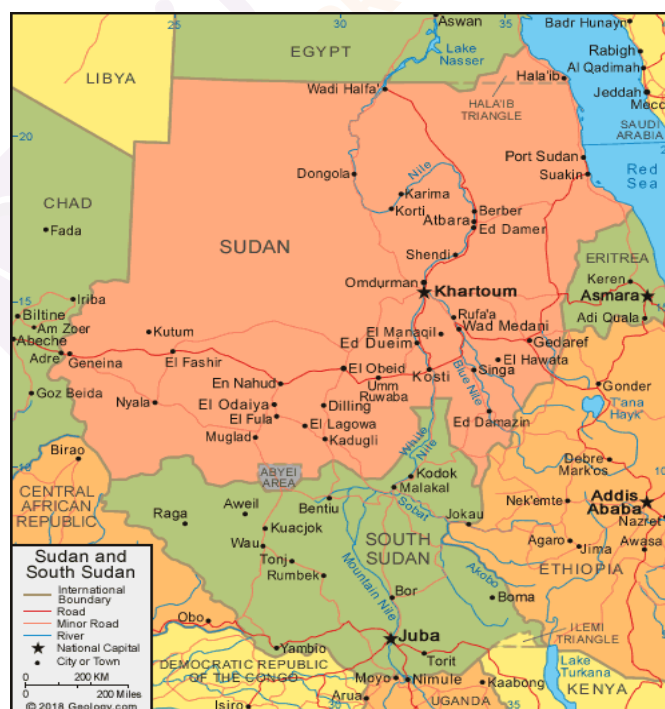 Aswan
Badr Hunayn
EGYPT
Lake
Nasser
Rabigh
Al Qadimah
LIBYA
Hala'ib
Jeddah
Wadi Halfa'
HALA'IB
TRIANGLE
Mecc
SAUDI
ARABIA
20
Port Sudan
Red
Sea
Dongola
Nile
Suakin
Karima
CHAD
Korti
Berber
Atbara
Ed Damer
Fada
SUDAN
Shendi
ERITREA
Keren
Omdurman
Khartoum
Asmara
15
Iriba
Biltine
Rufa'a
Adi Quala
Am Zoer
Kutum
El Manaqil
Wad Medani
Abeche
Ed Dueim
Gedaref
Adre
Geneina
El Fashir
El Obeid
El Hawata
En Nahud
Umm
Ruwaba
Kosti
Blue Nile
Singa
Gonder
Goz Beida
Nyala
El Odaiya
Dilling
T'ana
Hayk'
El Fula
El Lagowa
Ed Damazin
Muglad
Kadugli
White
Nile
Birao
10
ABYEI
AREA
Kodok
Debre
Mark'os
10
CENTRAL
AFRICAN
REPUBLIC
Malakal
Bentiu
Sobat
Nek'emte
Addis
Ababa
Raga
Aweil
Jokau
Kuacjok
Nazret
SOUTH
SUDAN
Wau
Agaro
Jima
Awasa
Tonj
Mountain Nile
Rumbek
Akobo
ETHIOPIA
Bor
Boma
Obo
ILEMI
TRIANGLE
Juba
Yambio
Torit
DEMOCRATIC REPUBLIC
OF THE CONGO
Lake
Turkana
Moyo
Nimule
Kaabong
KENYA
Arua
UGANDA
Isiro
25
30
35
30
35
Sudan and
South Sudan
International
Boundary
Road
Minor Road
River
National Capital
City or Town
0 200 KM
0 200 Miles
© 2018 Geology.com